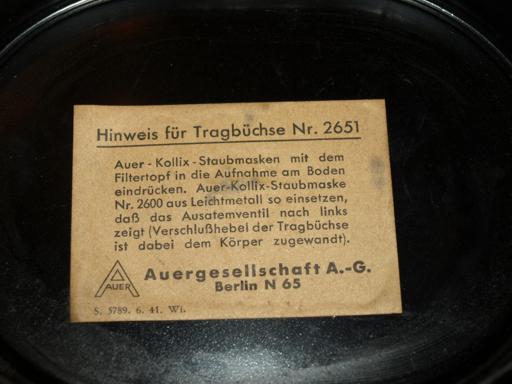 Hinweis für Tragbüchse Nr. 2651
Auer-Kollix-Staubmasken mit dem
Filtertopf in die Aufnahme am Boden
eindrücken. Auer-Kollix-Staubmaske
Nr. 2600 aus Leichtmetall so einsetzen,
daß das Ausatemventil nach links
zeigt (Verschlußhebel der Tragbüchse
ist dabei dem Körper zugewandt).
AUER
Auergesellschaft A.-G.
Berlin N 65
S. 5789. 6. 41. Wi.